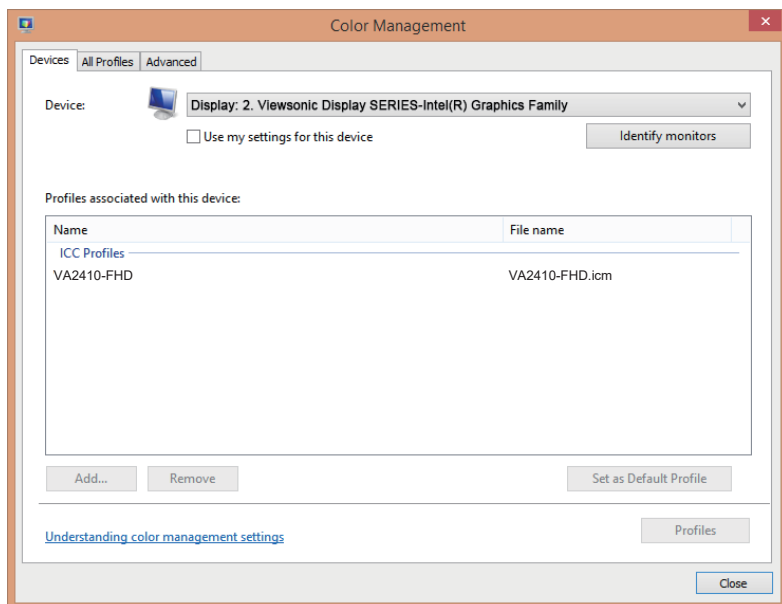 Color Management
Devices All Profiles Advanced
Device: Display: 2. Viewsonic Display SERIES-Intel(R) Graphics Family
Use my settings for this device Identify monitors
Profiles associated with this device:
Name File name
ICC Profiles
VA2410-FHD VA2410-FHD.icm
Add... Remove Set as Default Profile
Understanding color management settings Profiles
Close